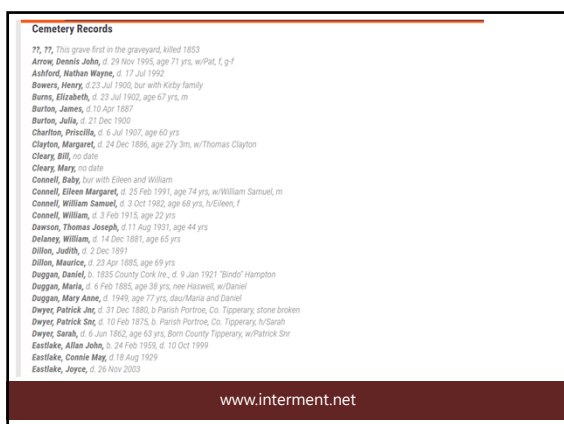 Cemetery Records
??, ??, This grave first in the graveyard, killed 1853
Arrow, Dennis John, d. 29 Nov 1995, age 71 yrs, w/Pat, f, g-f
Ashford, Nathan Wayne, d. 17 Jul 1992
Bowers, Henry, d.23 Jul 1900, bur with Kirby family
Burns, Elizabeth, d. 23 Jul 1902, age 67 yrs, m
Burton, James, d.10 Apr 1887
Burton, Julia, d. 21 Dec 1900
Charlton, Priscilla, d. 6 Jul 1907, age 60 yrs
Clayton, Margaret, d. 24 Dec 1886, age 27y 3m, w/Thomas Clayton
Cleary, Bill, no date
Cleary, Mary, no date
Connell, Baby, bur with Eileen and William
Connell, Eileen Margaret, d. 25 Feb 1991, age 74 yrs, w/William Samuel, m
Connell, William Samuel, d. 3 Oct 1982, age 68 yrs, h/Eileen, f
Connell, William, d. 3 Feb 1915, age 22 yrs
Dawson, Thomas Joseph, d.11 Aug 1931, age 44 yrs
Delaney, William, d. 14 Dec 1881, age 65 yrs
Dillon, Judith, d. 2 Dec 1891
Dillon, Maurice, d. 23 Apr 1885, age 69 yrs
Duggan, Daniel, b. 1835 County Cork Ire., d. 9 Jan 1921 "Bindo" Hampton
Duggan, Maria, d. 6 Feb 1885, age 38 yrs, nee Haswell, w/Daniel
Duggan, Mary Anne, d. 1949, age 77 yrs, dau/Maria and Daniel
Dwyer, Patrick Jnr, d. 31 Dec 1880, b Parish Portroe, Co. Tipperary, stone broken
Dwyer, Patrick Snr, d. 10 Feb 1875, b. Parish Portroe, Co. Tipperary, h/Sarah
Dwyer, Sarah, d. 6 Jun 1862, age 63 yrs, Born County Tipperary, w/Patrick Snr
Eastlake, Allan John, b. 24 Feb 1959, d. 10 Oct 1999
Eastlake, Connie May, d.18 Aug 1929
Eastlake, Joyce, d. 26 Nov 2003
www.interment.net